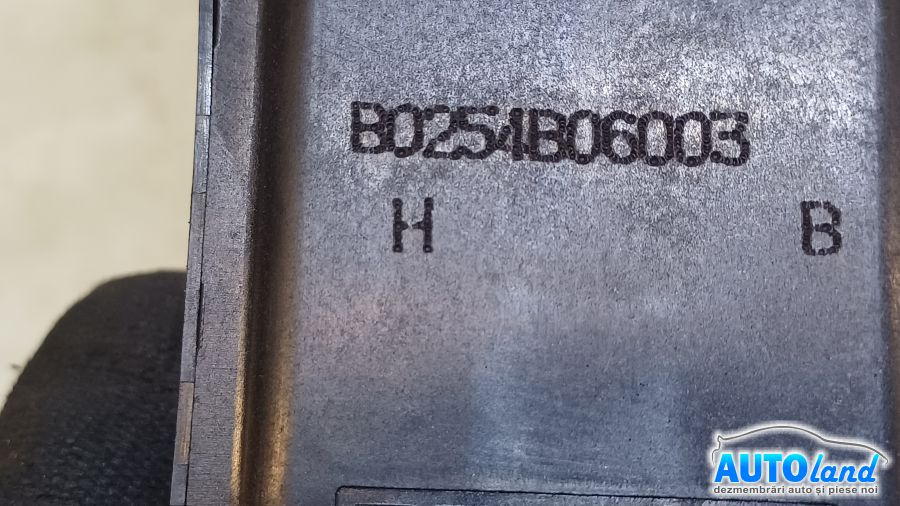 B0254B06003
H B
AUTOland
dezmembrări auto și piese noi